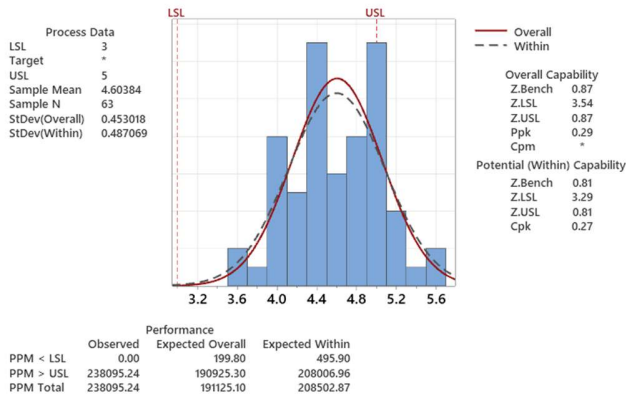 LSL USL
Process Data
LSL 3
Target *
USL 5
Sample Mean 4.60384
Sample N 63
StDev(Overall) 0.453018
StDev(Within) 0.487069
Overall
Within
Overall Capability
Z.Bench 0.87
Z.LSL 3.54
Z.USL 0.87
Ppk 0.29
Cpm *
Potential (Within) Capability
Z.Bench 0.81
Z.LSL 3.29
Z.USL 0.81
Cpk 0.27
3.2 3.6 4.0 4.4 4.8 5.2 5.6
Performance
Observed Expected Overall Expected Within
PPM < LSL 0.00 199.80 495.90
PPM > USL 238095.24 190925.30 208006.96
PPM Total 238095.24 191125.10 208502.87